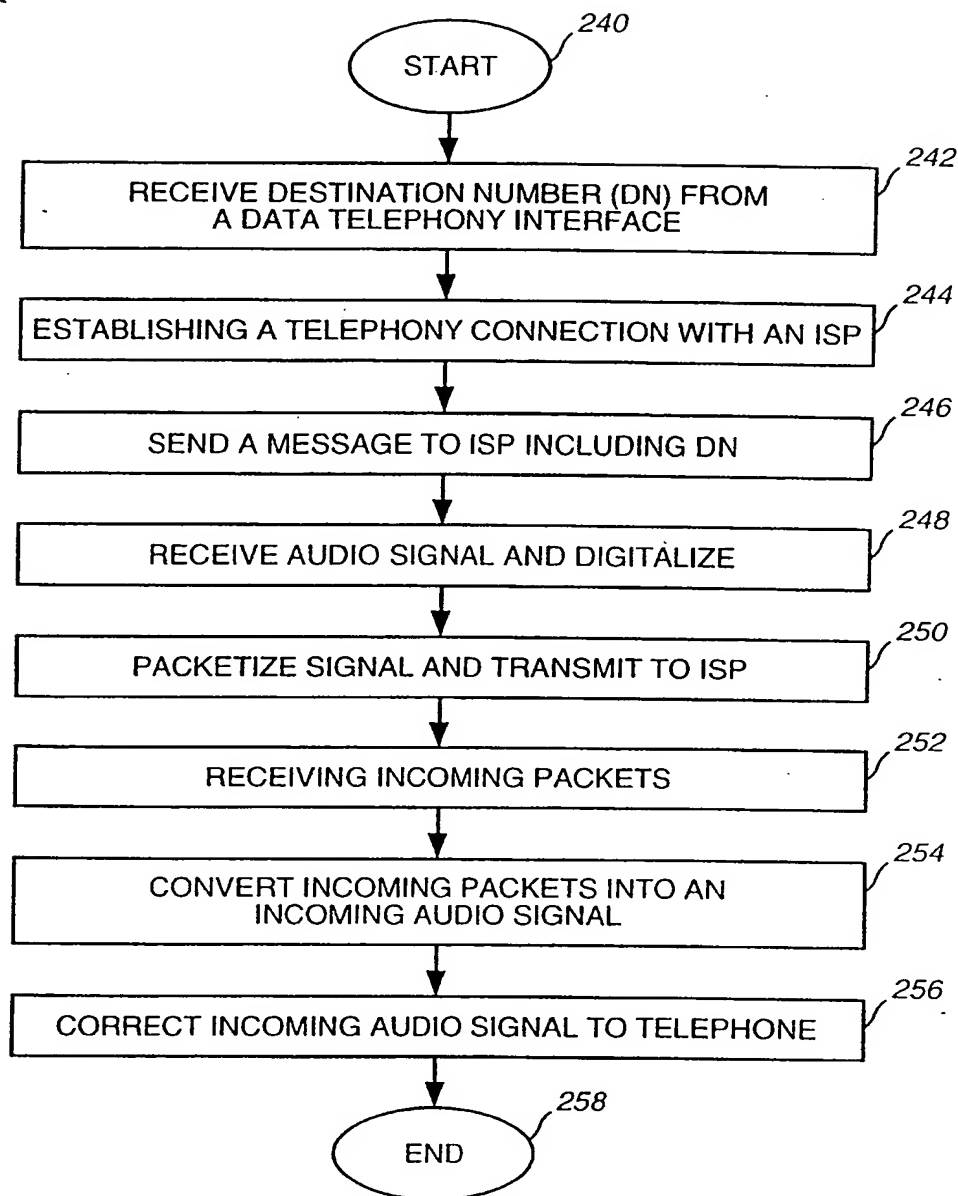 240
START
242
RECEIVE DESTINATION NUMBER (DN) FROM
A DATA TELEPHONY INTERFACE
244
ESTABLISHING A TELEPHONY CONNECTION WITH AN ISP
246
SEND A MESSAGE TO ISP INCLUDING DN
248
RECEIVE AUDIO SIGNAL AND DIGITALIZE
250
PACKETIZE SIGNAL AND TRANSMIT TO ISP
252
RECEIVING INCOMING PACKETS
254
CONVERT INCOMING PACKETS INTO AN
INCOMING AUDIO SIGNAL
256
CORRECT INCOMING AUDIO SIGNAL TO TELEPHONE
258
END